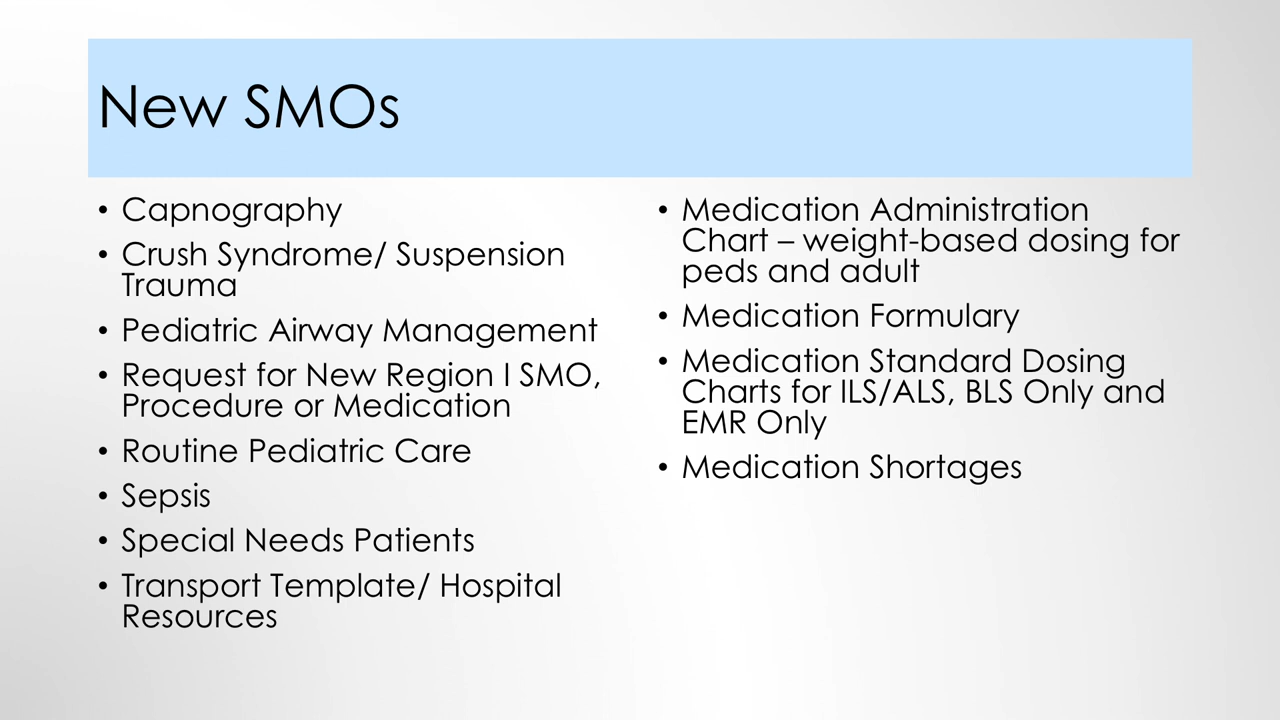 New SMOs
• Capnography
• Crush Syndrome/ Suspension
Trauma
• Pediatric Airway Management
• Request for New Region I SMO,
Procedure or Medication
• Routine Pediatric Care
• Sepsis
• Special Needs Patients
• Transport Template/ Hospital
Resources
• Medication Administration
Chart – weight-based dosing for
peds and adult
• Medication Formulary
• Medication Standard Dosing
Charts for ILS/ALS, BLS Only and
EMR Only
• Medication Shortages